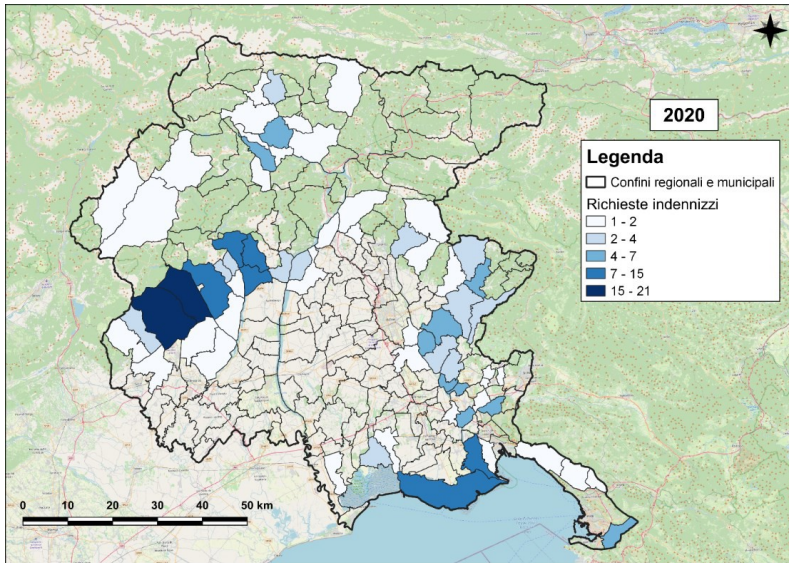 2020
Legenda
Confini regionali e municipali
Richieste indennizzi
1 - 2
2 - 4
4 - 7
7 - 15
15 - 21
0 10 20 30 40 50 km